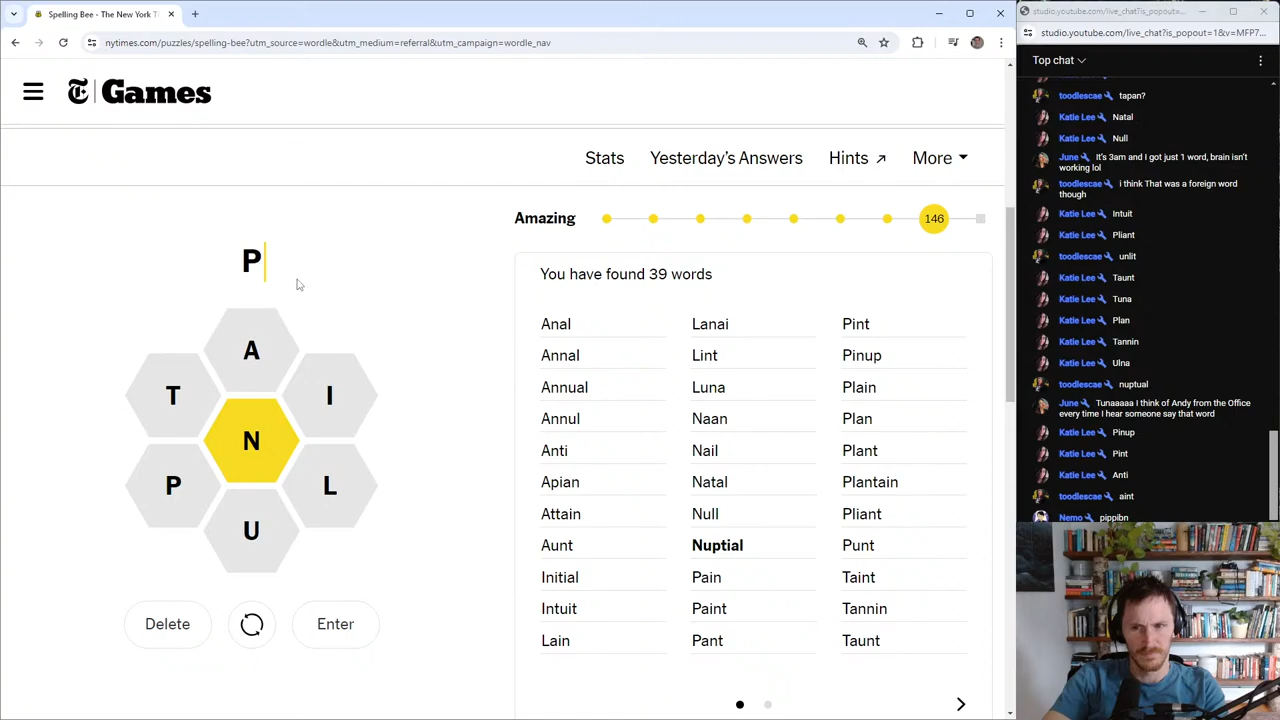 Spelling Bee - The New York T
studio.youtube.com/live_chat?is_popout=...
nytimes.com/puzzles/spelling-bee?utm_source=wordle&utm_medium=referral&utm_campaign=wordle_nav
studio.youtube.com/live_chat?is_popout=1&v=MFP7...
Games
Top chat
Stats
Yesterday's Answers
Hints
More
Amazing
146
P
You have found 39 words
Anal
Annal
Annual
Annul
Anti
Apian
Attain
Aunt
Initial
Intuit
Lain
Lanai
Lint
Luna
Naan
Nail
Natal
Null
Nuptial
Pain
Paint
Pant
Pint
Pinup
Plain
Plan
Plant
Plantain
Pliant
Punt
Taint
Tannin
Taunt
A
T
I
N
P
L
U
Delete
Enter
toodlescae tapan?
Katie Lee Natal
Katie Lee Null
June It's 3am and I got just 1 word, brain isn't
working lol
toodlescae i think That was a foreign word
though
Katie Lee Intuit
Katie Lee Pliant
toodlescae unlit
Katie Lee Taunt
Katie Lee Tuna
Katie Lee Plan
Katie Lee Tannin
Katie Lee Ulna
toodlescae nuptual
June Tunaaaaa I think of Andy from the Office
every time I hear someone say that word
Katie Lee Pinup
Katie Lee Pint
Katie Lee Anti
toodlescae aint
Nemo pippibn